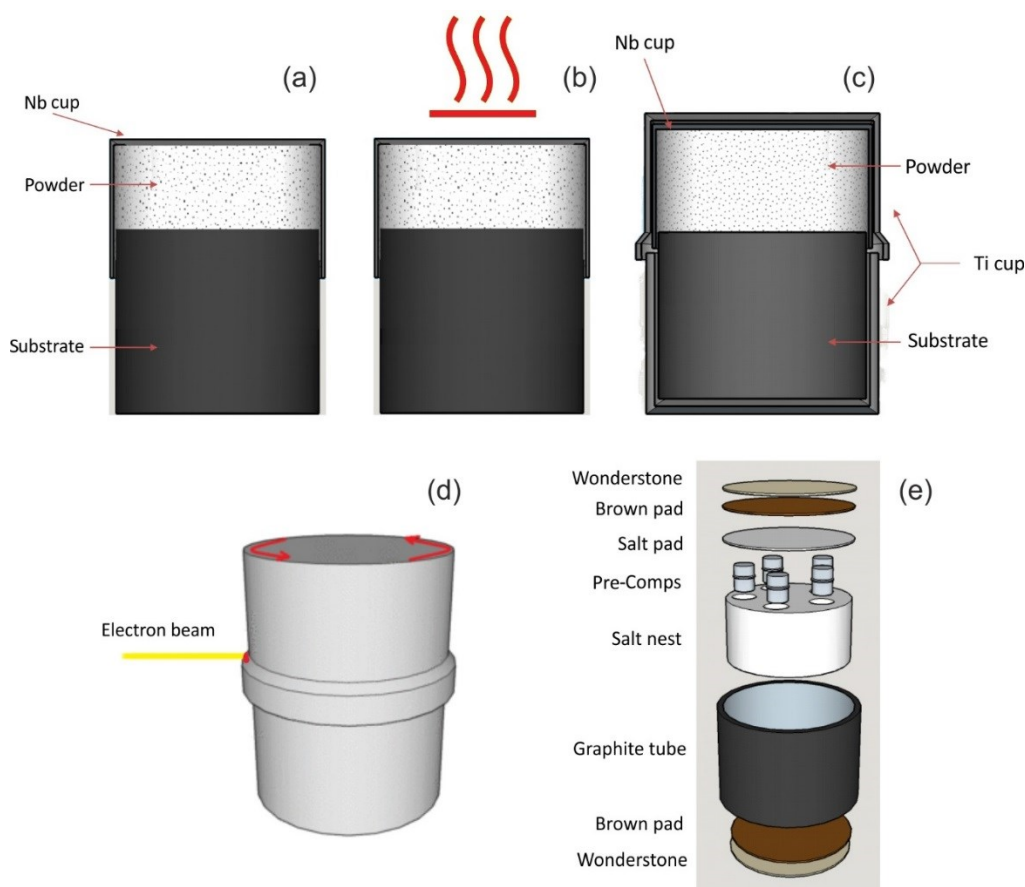 (a)
Nb cup
Powder
Substrate
(b)
Nb cup
(c)
Powder
Ti cup
Substrate
(d)
Electron beam
(e)
Wonderstone
Brown pad
Salt pad
Pre-Comps
Salt nest
Graphite tube
Brown pad
Wonderstone